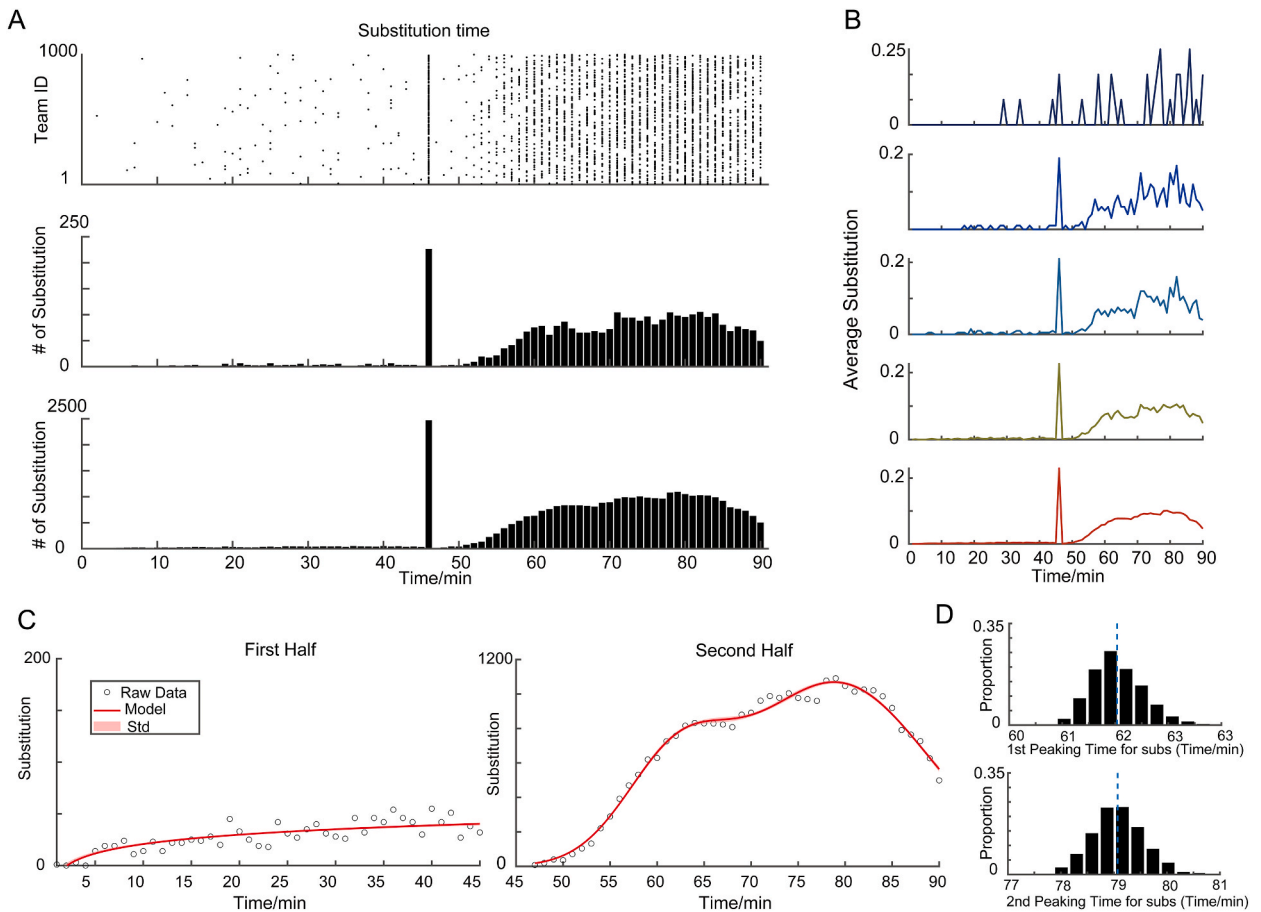 A
Substitution time
1000
Team ID
1
250
# of Substitution
0
2500
# of Substitution
0
0 10 20 30 40 50 60 70 80 90
Time/min
B
0.25
0
0.2
0
0.2
0
0.2
0
0.2
0
Average Substitution
0 10 20 30 40 50 60 70 80 90
Time/min
C
First Half
200
Substitution
0
Raw Data
Model
Std
5 10 15 20 25 30 35 40 45
Time/min
Second Half
1200
Substitution
0
45 50 55 60 65 70 75 80 85 90
Time/min
D
0.35
Proportion
0
60 61 62 63 63
1st Peaking Time for subs (Time/min)
0.35
Proportion
0
77 78 79 80 81
2nd Peaking Time for subs (Time/min)